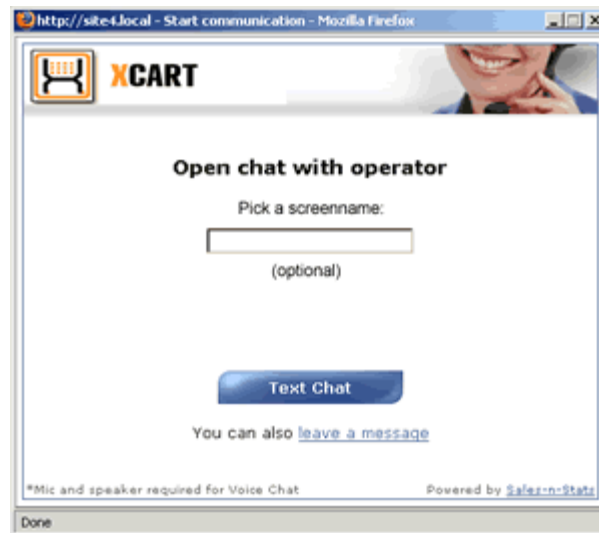 http://site4.local - Start communication - Mozilla Firefox
XCART
Open chat with operator
Pick a screenname:
(optional)
Text Chat
You can also leave a message
*Mic and speaker required for Voice Chat
Powered by Sales-n-Stats
Done